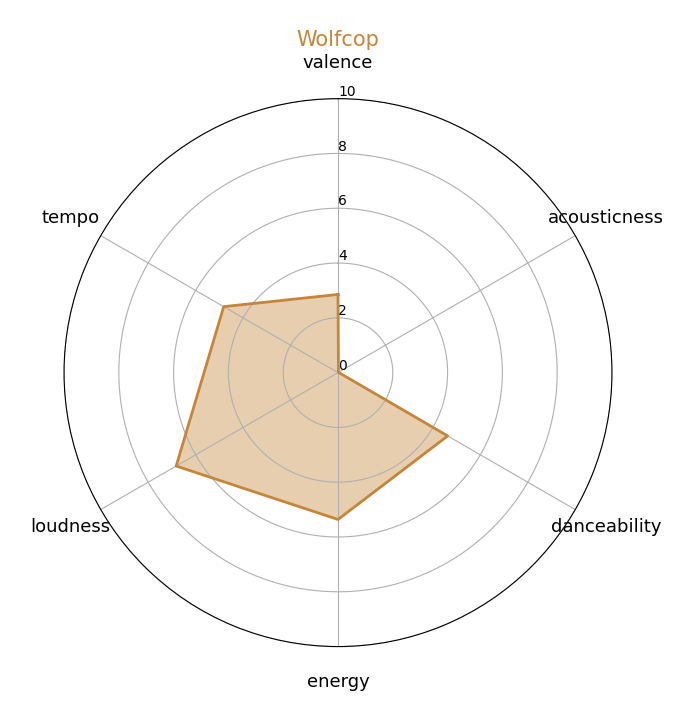 Wolfcop
valence
10
8
6
4
2
0
tempo
acousticness
loudness
danceability
energy